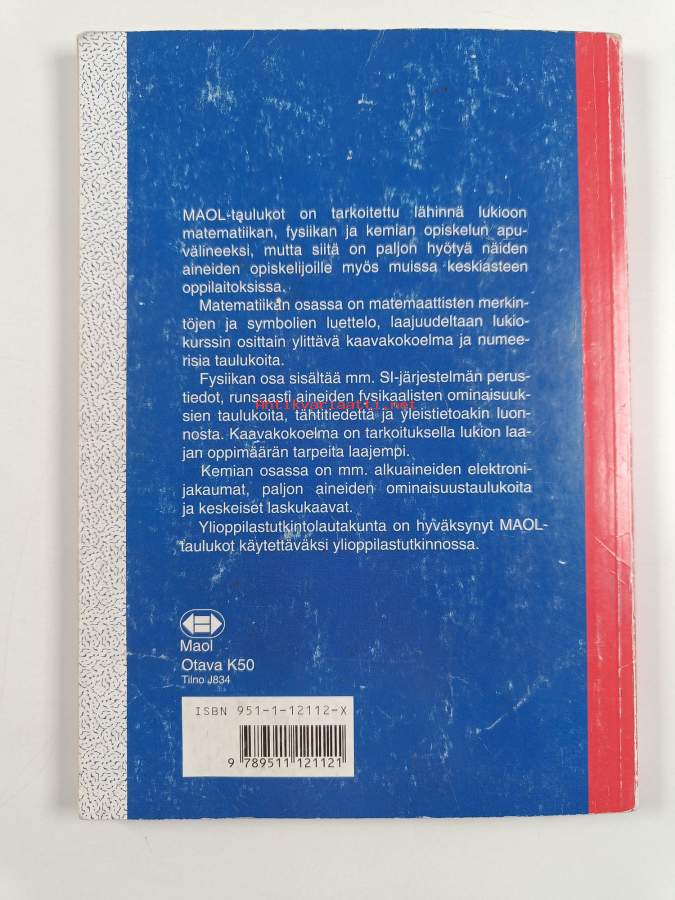 MAOL-taulukot on tarkoitettu lähinnä lukioon
matematiikan, fysiikan ja kemian opiskelun apu-
välineeksi, mutta siitä on paljon hyötyä näiden
aineiden opiskelijoille myös muissa keskiasteen
oppilaitoksissa.
Matematiikan osassa on matemaattisten merkin-
töjen ja symbolien luettelo, laajuudeltaan lukio-
kurssin osittain ylittävä kaavakokoelma ja numee-
risia taulukoita.
Fysiikan osa sisältää mm. SI-järjestelmän perus-
tiedot, runsaasti aineiden fysikaalisten ominaisuuk-
sien taulukoita, tähtitiedettä ja yleistietoakin luon-
nosta. Kaavakokoelma on tarkoituksella lukion laa-
jan oppimäärän tarpeita laajempi.
Kemian osassa on mm. alkuaineiden elektroni-
jakaumat, paljon aineiden ominaisuustaulukoita
ja keskeiset laskukaavat.
Ylioppilastutkintolautakunta on hyväksynyt MAOL-
taulukot käytettäväksi ylioppilastutkinnossa.
Antikvariaatti.net
Maol
Otava K50
Tilno J834
ISBN 951-1-12112-X
9 789511 121121